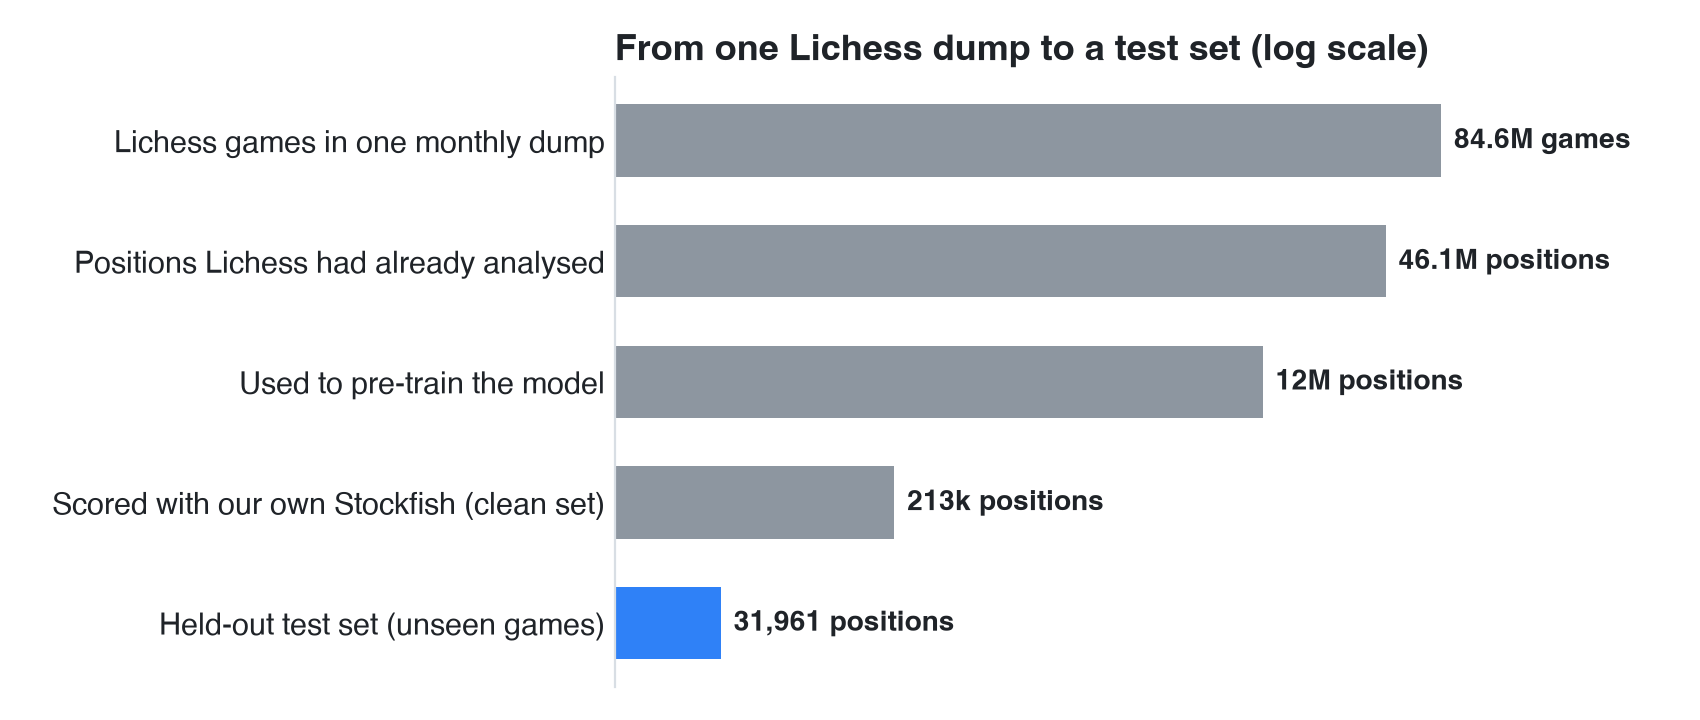 From one Lichess dump to a test set (log scale)
Lichess games in one monthly dump 84.6M games
Positions Lichess had already analysed 46.1M positions
Used to pre-train the model 12M positions
Scored with our own Stockfish (clean set) 213k positions
Held-out test set (unseen games) 31,961 positions